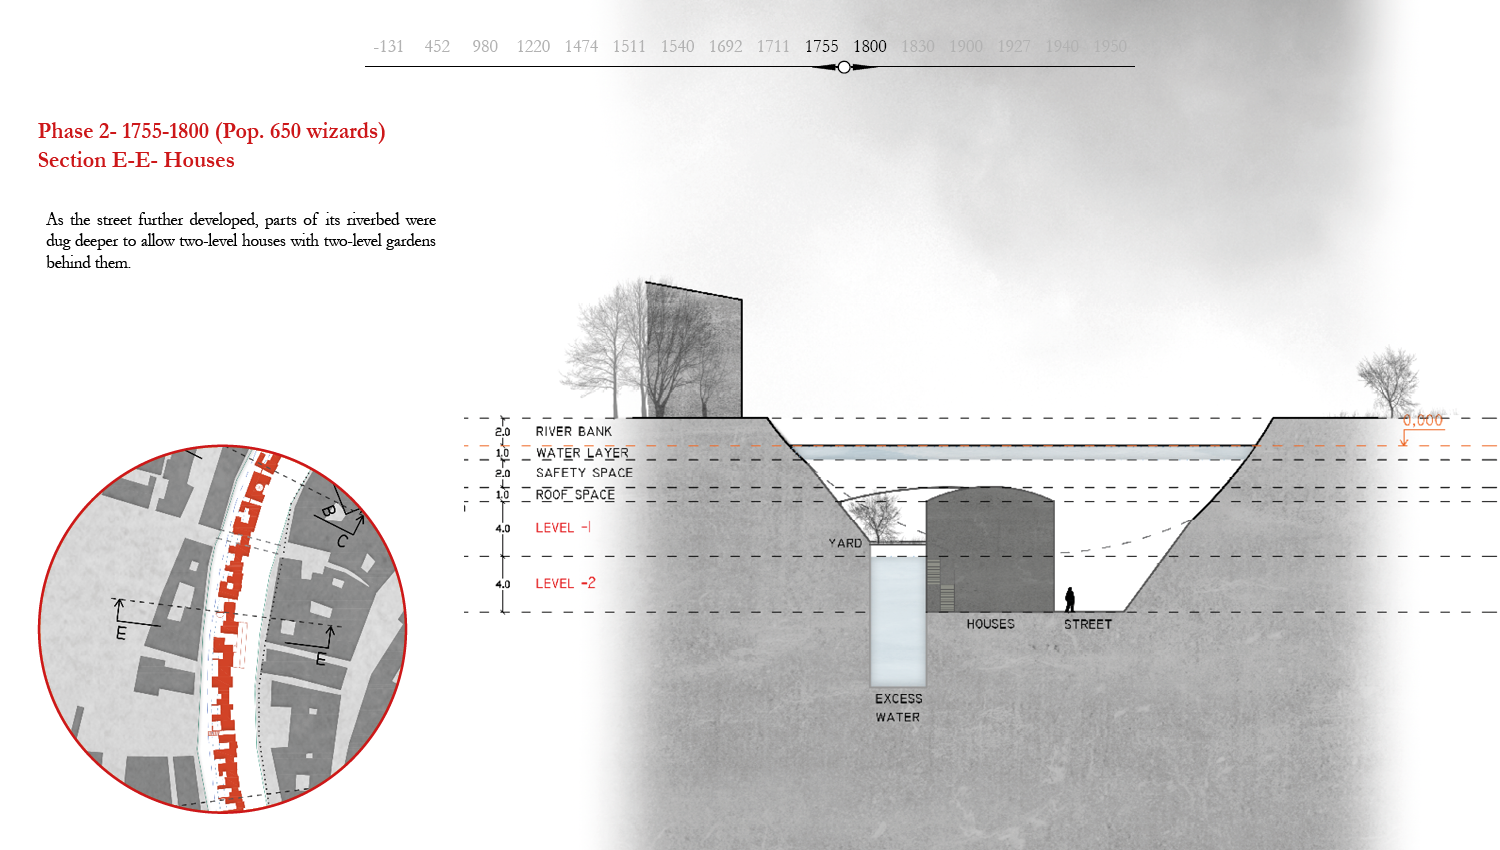 -131 452 980 1220 1474 1511 1540 1692 1711 1755 1800 1830 1900 1927 1940 1950
Phase 2- 1755-1800 (Pop. 650 wizards)
Section E-E- Houses
As the street further developed, parts of its riverbed were
dug deeper to allow two-level houses with two-level gardens
behind them.
0,000
2.0 RIVER BANK
1.0 WATER LAYER
2.0 SAFETY SPACE
1.0 ROOF SPACE
4.0 LEVEL -1
YARD
4.0 LEVEL -2
HOUSES STREET
EXCESS
WATER
B
C
E
E